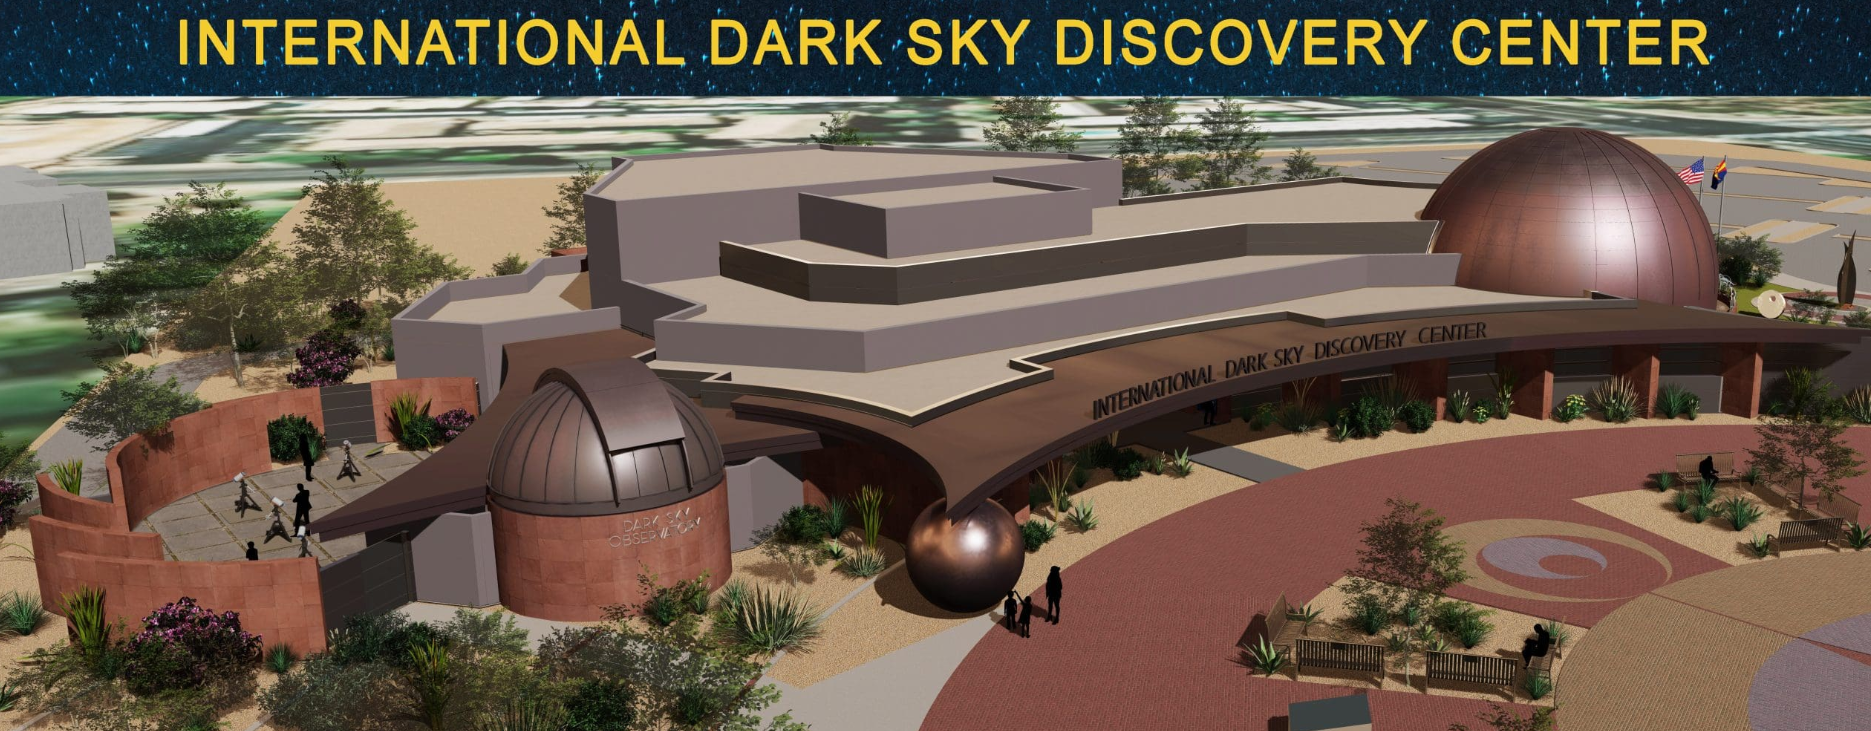 INTERNATIONAL DARK SKY DISCOVERY CENTER
INTERNATIONAL DARK SKY DISCOVERY CENTER
DARK SKY
OBSERVATORY